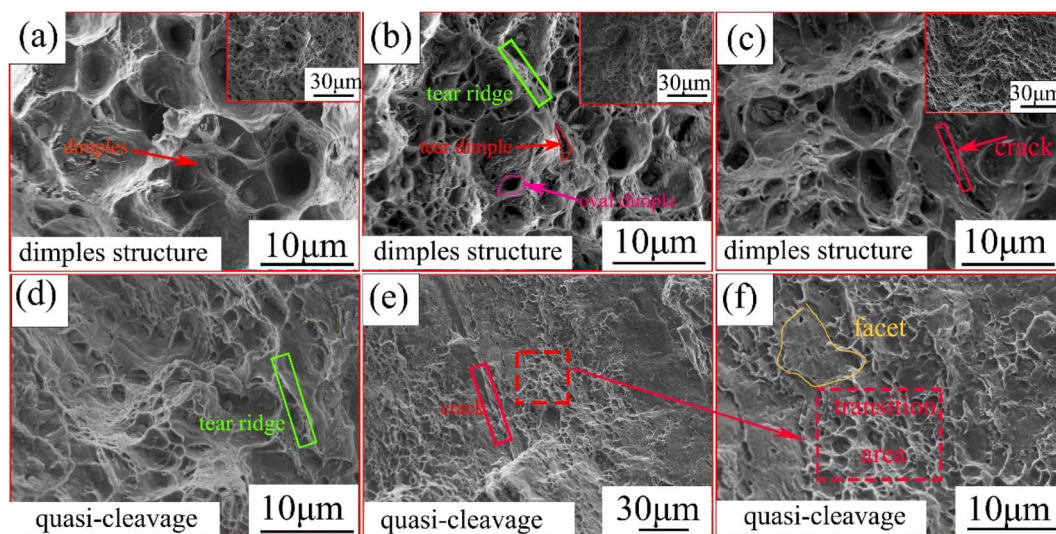 (a)
30μm
dimples
dimples structure
10μm
(b)
30μm
tear ridge
tear dimple
oval dimple
dimples structure
10μm
(c)
30μm
crack
dimples structure
10μm
(d)
tear ridge
quasi-cleavage
10μm
(e)
crack
quasi-cleavage
30μm
(f)
facet
transition
area
quasi-cleavage
10μm